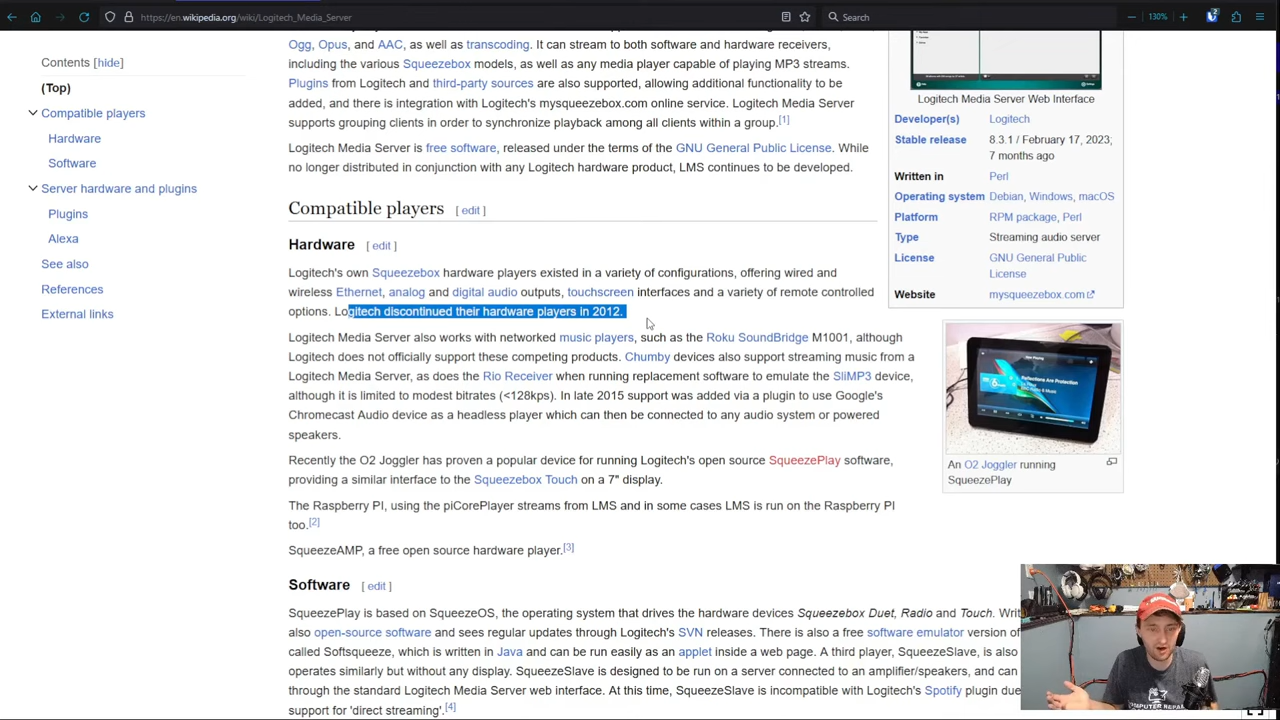 https://en.wikipedia.org/wiki/Logitech_Media_Server
130%
Search
Contents [hide]
(Top)
Compatible players
Hardware
Software
Server hardware and plugins
Plugins
Alexa
See also
References
External links
Ogg, Opus, and AAC, as well as transcoding. It can stream to both software and hardware receivers,
including the various Squeezebox models, as well as any media player capable of playing MP3 streams.
Plugins from Logitech and third-party sources are also supported, allowing additional functionality to be
added, and there is integration with Logitech's mysqueezebox.com online service. Logitech Media Server
supports grouping clients in order to synchronize playback among all clients within a group.[1]
Logitech Media Server is free software, released under the terms of the GNU General Public License. While
no longer distributed in conjunction with any Logitech hardware product, LMS continues to be developed.
Compatible players [ edit ]
Hardware [ edit ]
Logitech's own Squeezebox hardware players existed in a variety of configurations, offering wired and
wireless Ethernet, analog and digital audio outputs, touchscreen interfaces and a variety of remote controlled
options. Logitech discontinued their hardware players in 2012.
Logitech Media Server also works with networked music players, such as the Roku SoundBridge M1001, although
Logitech does not officially support these competing products. Chumby devices also support streaming music from a
Logitech Media Server, as does the Rio Receiver when running replacement software to emulate the SliMP3 device,
although it is limited to modest bitrates (<128kps). In late 2015 support was added via a plugin to use Google's
Chromecast Audio device as a headless player which can then be connected to any audio system or powered
speakers.
Recently the O2 Joggler has proven a popular device for running Logitech's open source SqueezePlay software,
providing a similar interface to the Squeezebox Touch on a 7" display.
The Raspberry PI, using the piCorePlayer streams from LMS and in some cases LMS is run on the Raspberry PI
too.[2]
SqueezeAMP, a free open source hardware player.[3]
Software [ edit ]
SqueezePlay is based on SqueezeOS, the operating system that drives the hardware devices Squeezebox Duet, Radio and Touch. Writ
also open-source software and sees regular updates through Logitech's SVN releases. There is also a free software emulator version of
called Softsqueeze, which is written in Java and can be run easily as an applet inside a web page. A third player, SqueezeSlave, is also
operates similarly but without any display. SqueezeSlave is designed to be run on a server connected to an amplifier/speakers, and can
through the standard Logitech Media Server web interface. At this time, SqueezeSlave is incompatible with Logitech's Spotify plugin due
support for 'direct streaming'.[4]
Logitech Media Server Web Interface
Developer(s) Logitech
Stable release 8.3.1 / February 17, 2023;
7 months ago
Written in Perl
Operating system Debian, Windows, macOS
Platform RPM package, Perl
Type Streaming audio server
License GNU General Public
License
Website mysqueezebox.com
Reflections Are Protection
An O2 Joggler running
SqueezePlay
COMPUTER REPAIR